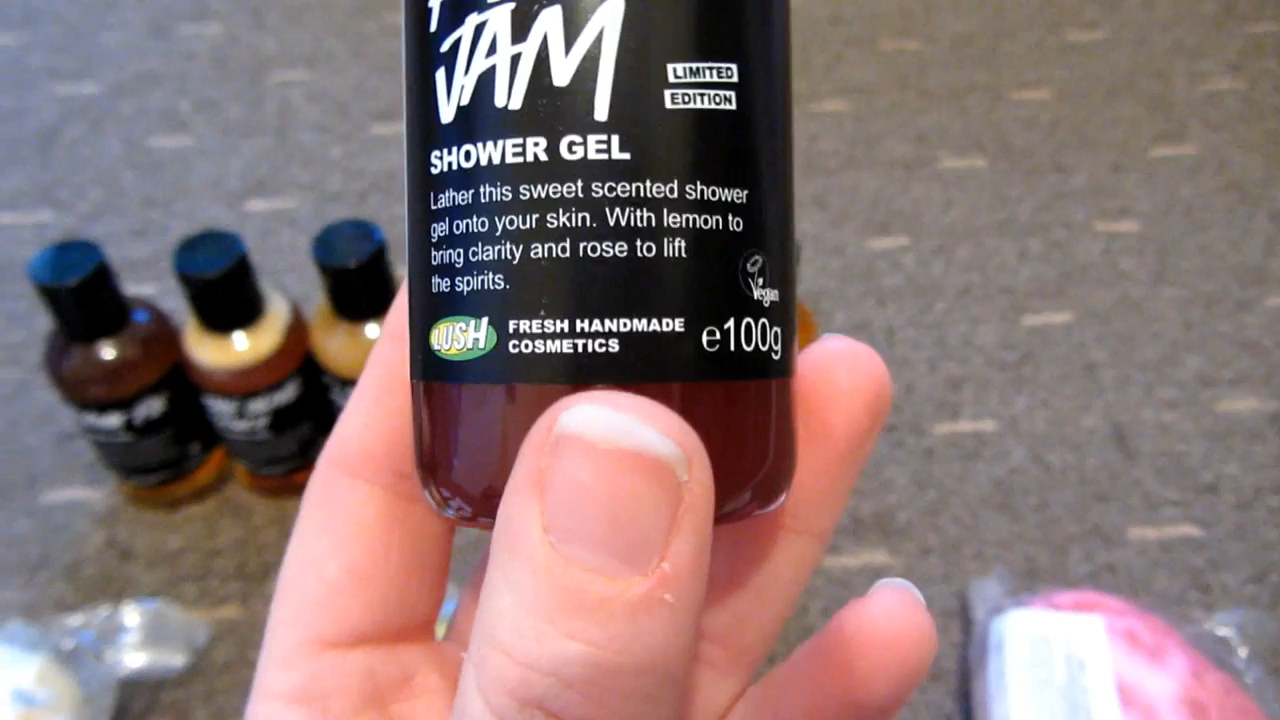 JAM
LIMITED
EDITION
SHOWER GEL
Lather this sweet scented shower
gel onto your skin. With lemon to
bring clarity and rose to lift
the spirits.
Vegan
LUSH
FRESH HANDMADE
COSMETICS
e100g